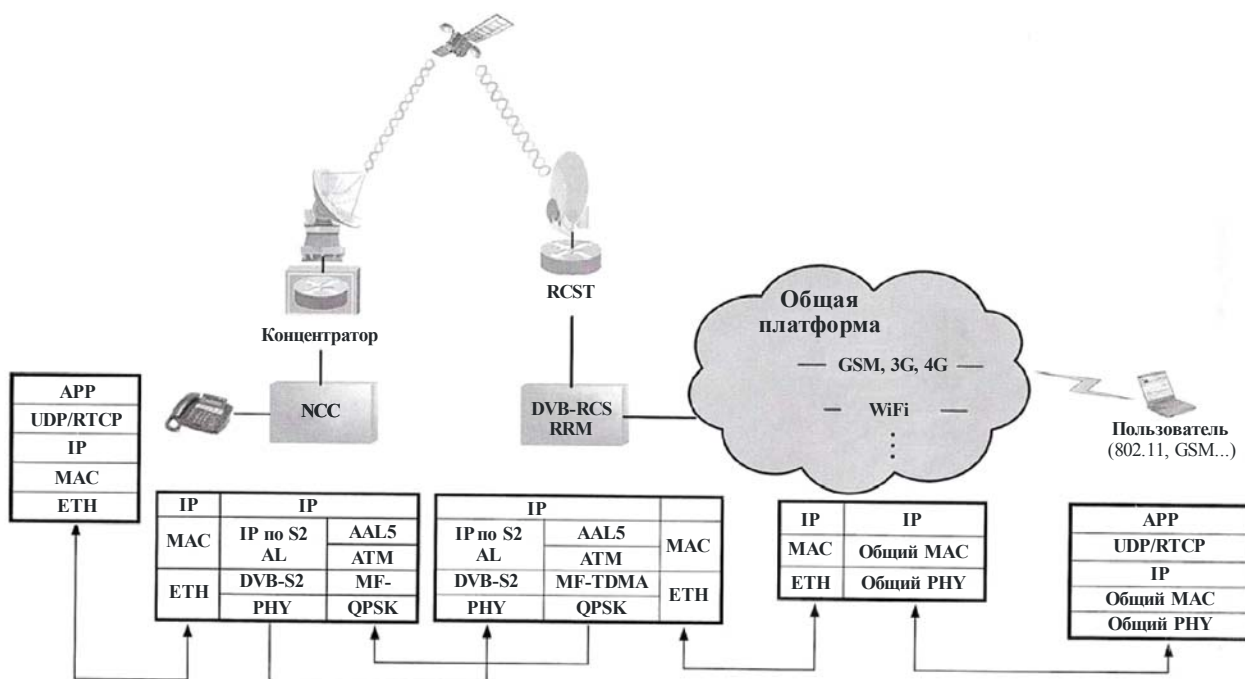 RCST
Общая
платформа
Концентратор
GSM, 3G, 4G
APP
UDP/RTCP
IP
MAC
ETH
NCC
DVB-RCS
RRM
WiFi
Пользователь
(802.11, GSM...)
IP
IP
MAC
IP по S2
AL
AAL5
ATM
ETH
DVB-S2
MF-
PHY
QPSK
IP
IP по S2
AL
AAL5
ATM
MAC
DVB-S2
MF-TDMA
ETH
PHY
QPSK
IP
IP
MAC
Общий MAC
ETH
Общий PHY
APP
UDP/RTCP
IP
Общий MAC
Общий PHY